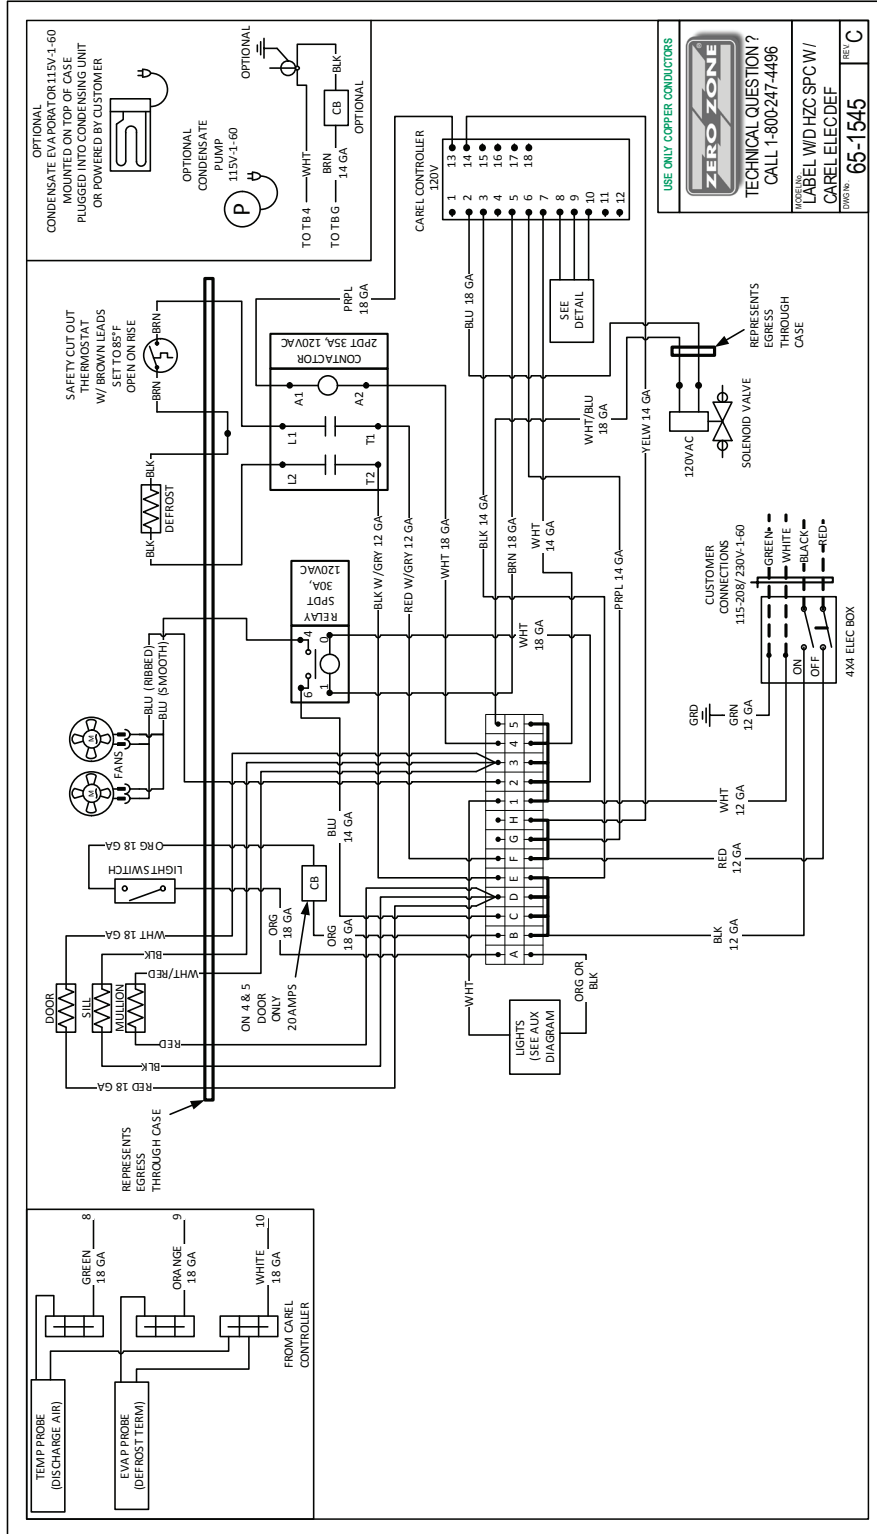 OPTIONAL
CONDENSATE EVAPORATOR 115V-1-60
MOUNTED ON TOP OF CASE
PLUGGED INTO CONDENSING UNIT
OR POWERED BY CUSTOMER
OPTIONAL
CONDENSATE
PUMP
115V-1-60
P
OPTIONAL
BLK
CB
OPTIONAL
TO TB 4
WHT
TO TB G
BRN
14 GA
SAFETY CUT OUT
THERMOSTAT
W/ BROWN LEADS
SET TO 85°F
OPEN ON RISE
BRN
BRN
BLK
DEFROST
BLK
CONTACTOR
2PDT 35A, 120VAC
A1
A2
L1
T1
L2
T2
PRPL
18 GA
CAREL CONTROLLER
120V
1
2
3
4
5
6
7
8
9
10
11
12
13
14
15
16
17
18
BLU 18 GA
SEE
DETAIL
REPRESENTS
EGRESS
THROUGH
CASE
120VAC
SOLENOID VALVE
WHT/BLU
18 GA
YELW 14 GA
BLK 14 GA
BRN 18 GA
WHT
14 GA
PRPL 14 GA
BLK W/GRY 12 GA
RED W/GRY 12 GA
WHT 18 GA
RELAY
SPDT
30A,
120VAC
4
6
0
1
WHT
18 GA
BLU (RIBBED)
BLU (SMOOTH)
M
M
FANS
ORG 18 GA
LIGHT SWITCH
CB
BLU
14 GA
ORG
18 GA
ORG
18 GA
ON 4 & 5
DOOR
ONLY
20 AMPS
DOOR
SILL
MULLION
WHT 18 GA
BLK
WHT/RED
RED
BLK
RED 18 GA
REPRESENTS
EGRESS
THROUGH CASE
A
B
C
D
E
F
G
H
1
2
3
4
5
WHT
LIGHTS
(SEE AUX
DIAGRAM
ORG OR
BLK
BLK
12 GA
RED
12 GA
WHT
12 GA
GRD
GRN
12 GA
CUSTOMER
CONNECTIONS
115-208/230V-1-60
GREEN
WHITE
BLACK
RED
ON
OFF
4X4 ELEC BOX
TEMP PROBE
(DISCHARGE AIR)
EVAP PROBE
(DEFROST TERM)
GREEN
18 GA
8
ORANGE
18 GA
9
WHITE
18 GA
10
FROM CAREL
CONTROLLER
USE ONLY COPPER CONDUCTORS
ZERO ZONE ®
TECHNICAL QUESTION?
CALL 1-800-247-4496
MODEL No.
LABEL W/D HZC SPC W/
CAREL ELEC DEF
DWG No.
65-1545
REV.
C